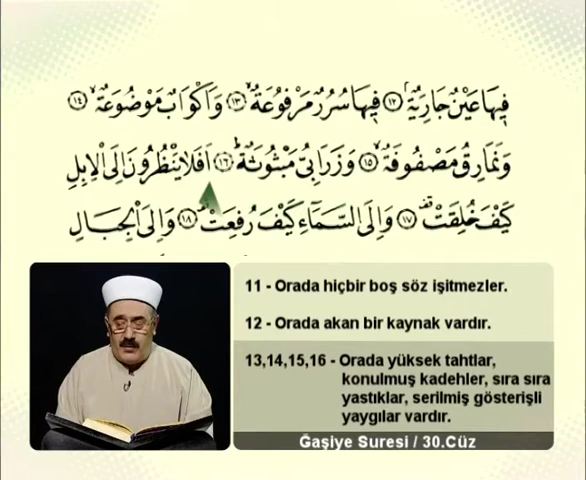 فِيهَا عَيْنٌ جَارِيَةٌ ﴿١٢﴾ فِيهَا سُرُرٌ مَرْفُوعَةٌ ﴿١٣﴾ وَاَكْوَابٌ مَوْضُوعَةٌ ﴿١٤﴾
وَنَمَارِقُ مَصْفُوفَةٌ ﴿١٥﴾ وَزَرَابِيُّ مَبْثُوثَةٌ ﴿١٦﴾ اَفَلَا يَنْظُرُونَ اِلَى الْاِبِلِ
كَيْفَ خُلِقَتْ ﴿١٧﴾ وَاِلَى السَّمَٓاءِ كَيْفَ رُفِعَتْ ﴿١٨﴾ وَاِلَى الْجِبَالِ
11 - Orada hiçbir boş söz işitmezler.
12 - Orada akan bir kaynak vardır.
13,14,15,16 - Orada yüksek tahtlar,
konulmuş kadehler, sıra sıra
yastıklar, serilmiş gösterişli
yaygılar vardır.
Ğaşiye Suresi / 30.Cüz